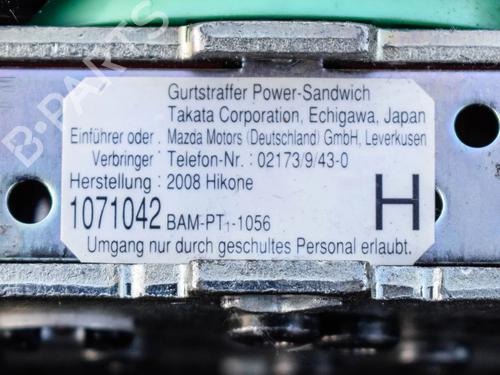 Gurtstraffer Power-Sandwich
Takata Corporation, Echigawa, Japan
Einführer oder . Mazda Motors (Deutschland) GmbH, Leverkusen
Verbringer Telefon-Nr. : 02173 9/43-0
Herstellung : 2008 Hikone
1071042 BAM-PT1-1056
H
Umgang nur durch geschultes Personal erlaubt.
B-PARTS